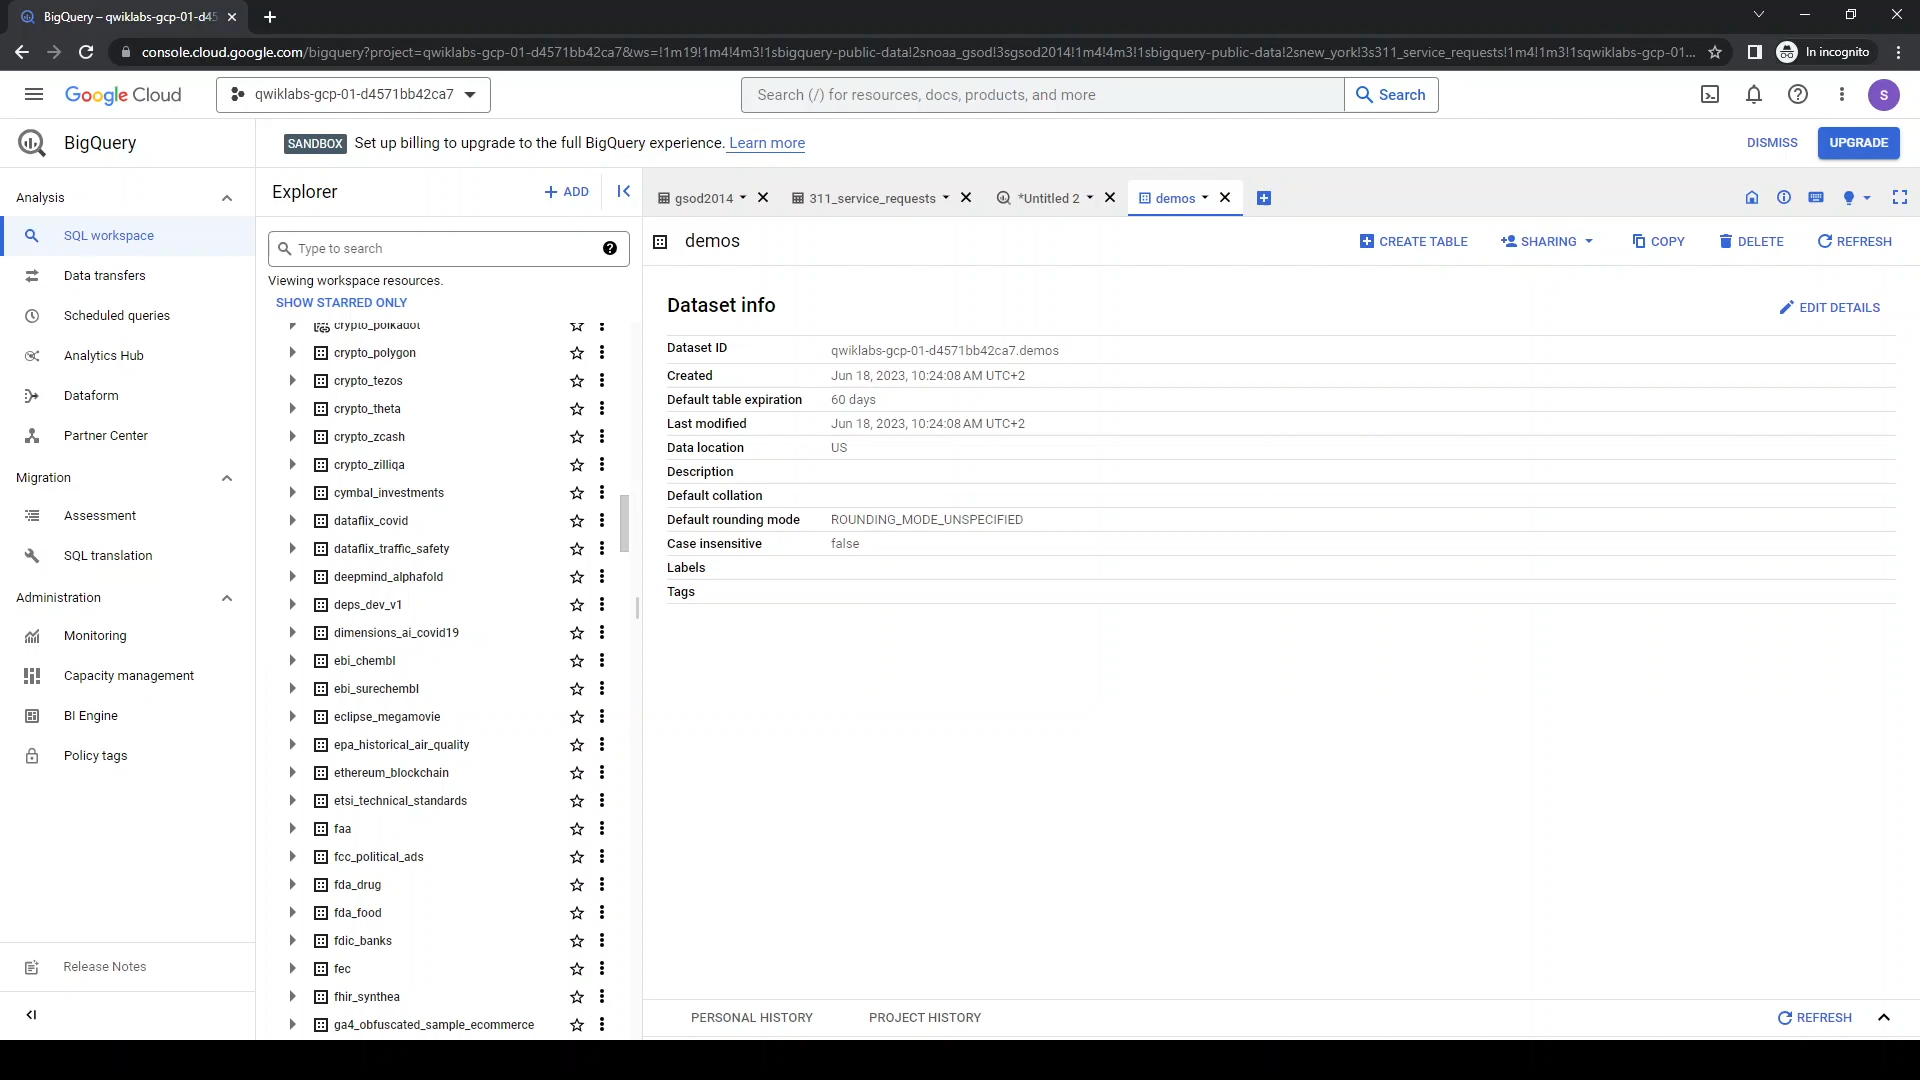 BigQuery – qwiklabs-gcp-01-d45
console.cloud.google.com/bigquery?project=qwiklabs-gcp-01-d4571bb42ca7&ws=!1m19!1m4!4m3!1sbigquery-public-data!2snoaa_gsod!3sgsod2014!1m4!4m3!1sbigquery-public-data!2snew_york!3s311_service_requests!1m4!1m3!1sqwiklabs-gcp-01...
In incognito
Google Cloud
qwiklabs-gcp-01-d4571bb42ca7
Search (/) for resources, docs, products, and more
Search
S
BigQuery
SANDBOX Set up billing to upgrade to the full BigQuery experience. Learn more
DISMISS
UPGRADE
Analysis
SQL workspace
Data transfers
Scheduled queries
Analytics Hub
Dataform
Partner Center
Migration
Assessment
SQL translation
Administration
Monitoring
Capacity management
BI Engine
Policy tags
Release Notes
Explorer
+ ADD
Type to search
Viewing workspace resources.
SHOW STARRED ONLY
crypto_polkadot
crypto_polygon
crypto_tezos
crypto_theta
crypto_zcash
crypto_zilliqa
cymbal_investments
dataflix_covid
dataflix_traffic_safety
deepmind_alphafold
deps_dev_v1
dimensions_ai_covid19
ebi_chembl
ebi_surechembl
eclipse_megamovie
epa_historical_air_quality
ethereum_blockchain
etsi_technical_standards
faa
fcc_political_ads
fda_drug
fda_food
fdic_banks
fec
fhir_synthea
ga4_obfuscated_sample_ecommerce
gsod2014
311_service_requests
*Untitled 2
demos
demos
CREATE TABLE
SHARING
COPY
DELETE
REFRESH
Dataset info
EDIT DETAILS
Dataset ID qwiklabs-gcp-01-d4571bb42ca7.demos
Created Jun 18, 2023, 10:24:08 AM UTC+2
Default table expiration 60 days
Last modified Jun 18, 2023, 10:24:08 AM UTC+2
Data location US
Description
Default collation
Default rounding mode ROUNDING_MODE_UNSPECIFIED
Case insensitive false
Labels
Tags
PERSONAL HISTORY
PROJECT HISTORY
REFRESH